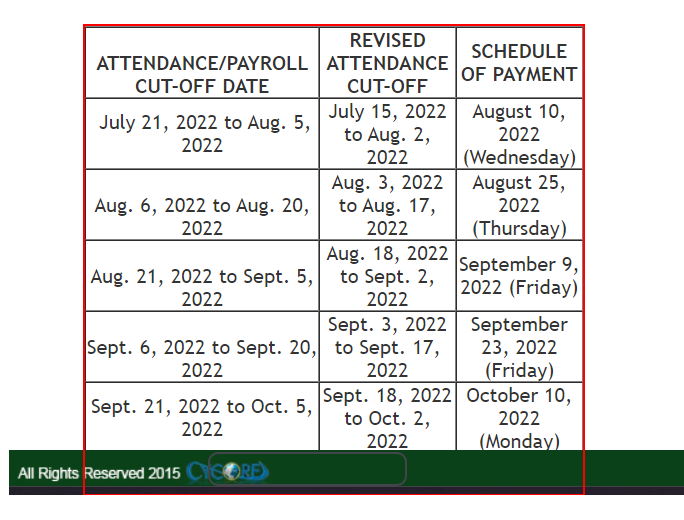 ATTENDANCE/PAYROLL
CUT-OFF DATE
REVISED
ATTENDANCE
CUT-OFF
SCHEDULE
OF PAYMENT
July 21, 2022 to Aug. 5,
2022
July 15, 2022
to Aug. 2,
2022
August 10,
2022
(Wednesday)
Aug. 6, 2022 to Aug. 20,
2022
Aug. 3, 2022
to Aug. 17,
2022
August 25,
2022
(Thursday)
Aug. 21, 2022 to Sept. 5,
2022
Aug. 18, 2022
to Sept. 2,
2022
September 9,
2022 (Friday)
Sept. 6, 2022 to Sept. 20,
2022
Sept. 3, 2022
to Sept. 17,
2022
September
23, 2022
(Friday)
Sept. 21, 2022 to Oct. 5,
2022
Sept. 18, 2022
to Oct. 2,
2022
October 10,
2022
(Monday)
All Rights Reserved 2015 CYCORE